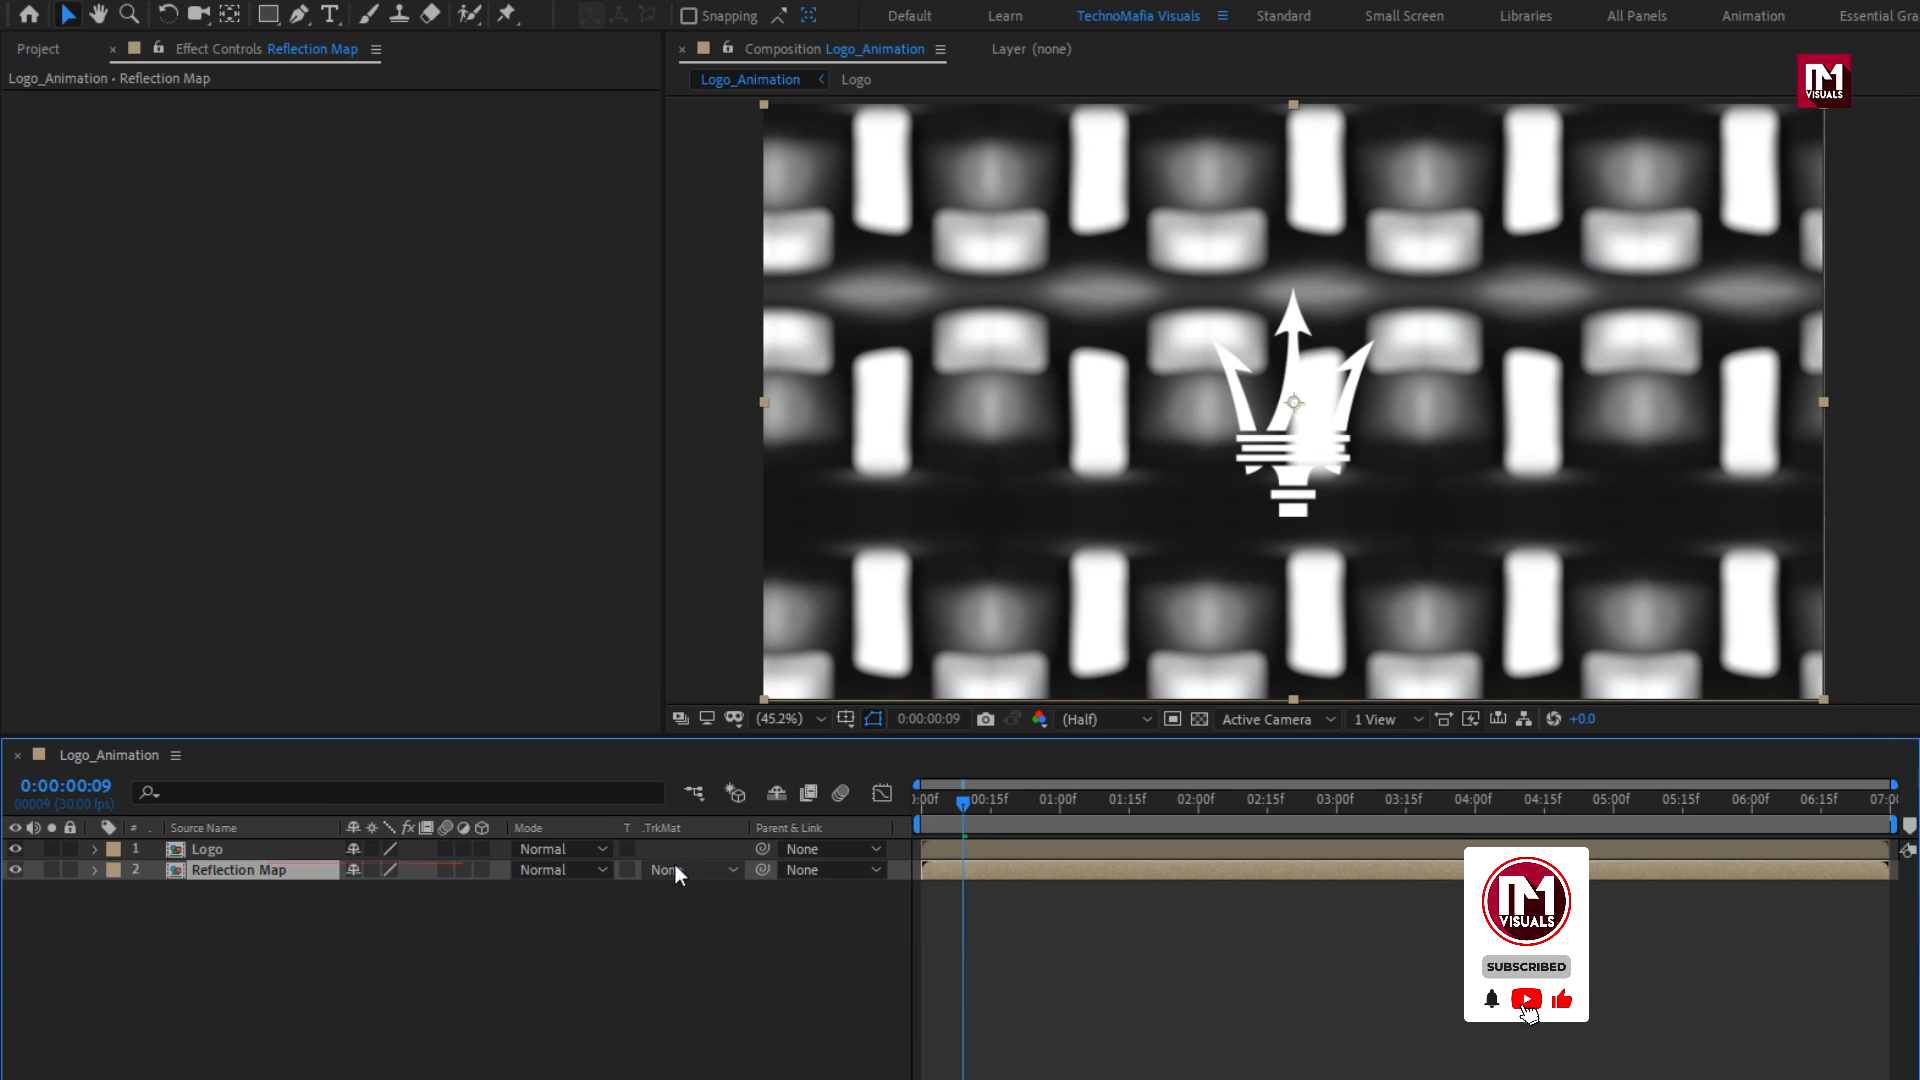 Snapping
Default
Learn
TechnoMafia Visuals
Standard
Small Screen
Libraries
All Panels
Animation
Essential Gra
Project
× Effect Controls Reflection Map
× Composition Logo_Animation
Layer (none)
Logo_Animation • Reflection Map
Logo_Animation
Logo
VISUALS
(45.2%)
0:00:00:09
(Half)
Active Camera
1 View
+0.0
× Logo_Animation
0:00:00:09
00009 (30.00 fps)
):00f 00:15f 01:00f 01:15f 02:00f 02:15f 03:00f 03:15f 04:00f 04:15f 05:00f 05:15f 06:00f 06:15f 07:0(
# . Source Name fx Mode T .TrkMat Parent & Link
1 Logo Normal None
2 Reflection Map Normal Non None
VISUALS
SUBSCRIBED